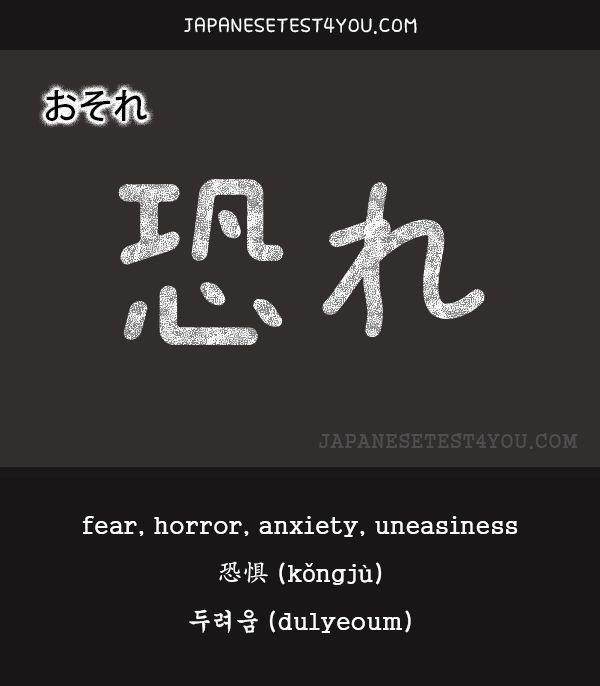 JAPANESETEST4YOU.COM
おそれ
恐れ
JAPANESETEST4YOU.COM
fear, horror, anxiety, uneasiness
恐惧 (kǒngjù)
두려움 (dulyeoum)